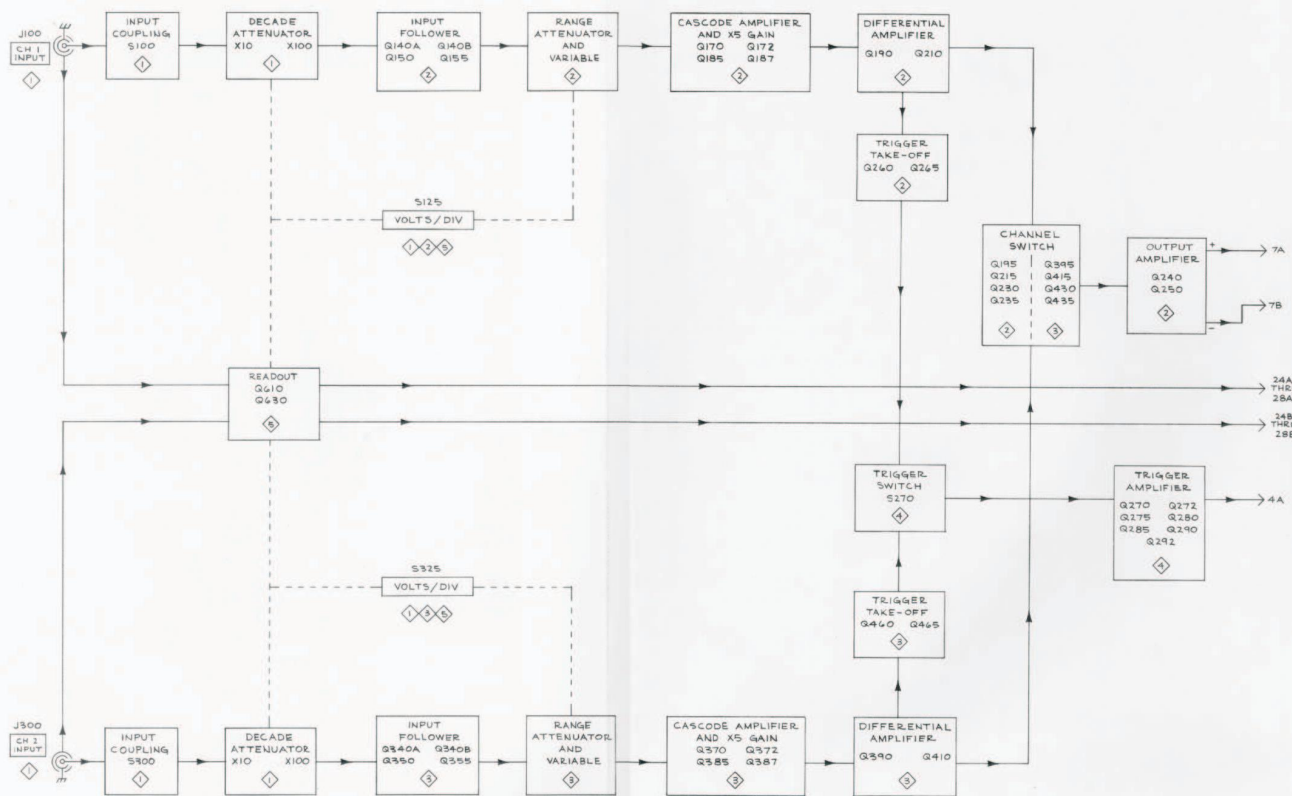 J100
CH 1
INPUT
1
INPUT
COUPLING
S100
1
DECADE
ATTENUATOR
X10 X100
1
INPUT
FOLLOWER
Q140A Q140B
Q150 Q155
2
RANGE
ATTENUATOR
AND
VARIABLE
2
CASCODE AMPLIFIER
AND X5 GAIN
Q170 Q172
Q185 Q187
2
DIFFERENTIAL
AMPLIFIER
Q190 Q210
2
TRIGGER
TAKE-OFF
Q260 Q265
2
S125
VOLTS/DIV
1 2 5
CHANNEL
SWITCH
Q195 Q395
Q215 Q415
Q230 Q430
Q235 Q435
2 3
OUTPUT
AMPLIFIER
Q240
Q250
2
+
7A
-
7B
READOUT
Q610
Q630
5
24A
THR
28A
24B
THR
28B
TRIGGER
SWITCH
S270
4
TRIGGER
AMPLIFIER
Q270 Q272
Q275 Q280
Q285 Q290
Q292
4
4A
S325
VOLTS/DIV
1 3 5
TRIGGER
TAKE-OFF
Q460 Q465
3
J300
CH 2
INPUT
1
INPUT
COUPLING
S300
1
DECADE
ATTENUATOR
X10 X100
1
INPUT
FOLLOWER
Q340A Q340B
Q350 Q355
3
RANGE
ATTENUATOR
AND
VARIABLE
3
CASCODE AMPLIFIER
AND X5 GAIN
Q370 Q372
Q385 Q387
3
DIFFERENTIAL
AMPLIFIER
Q390 Q410
3